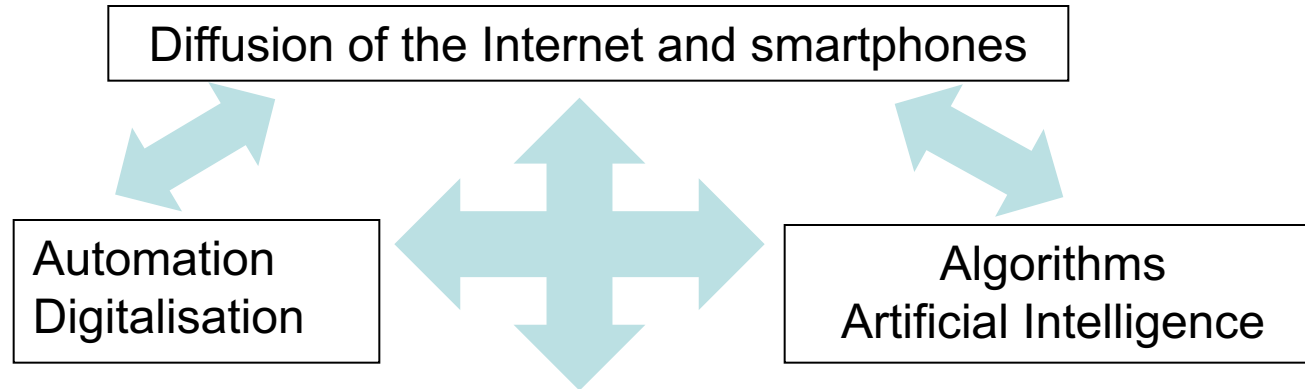 Diffusion of the Internet and smartphones
Automation
Digitalisation
Algorithms
Artificial Intelligence